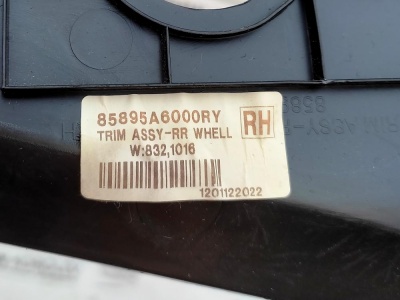 85895A6000RY
TRIM ASSY-RR WHELL
RH
W:832,1016
1201122022